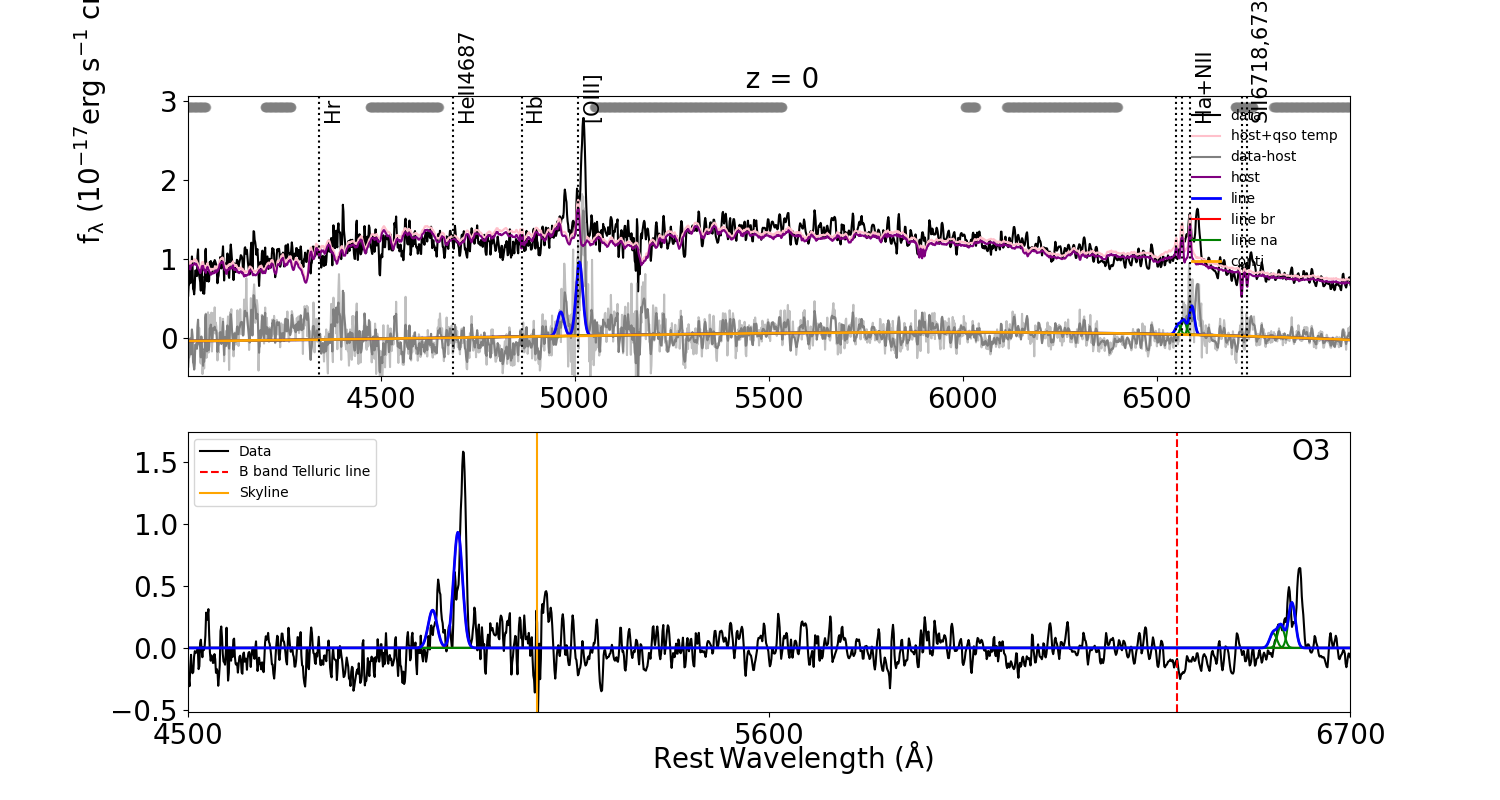 z = 0
f_λ (10^−17 erg s^−1 c
Hr
HeII4687
Hb
[OIII]
Ha+NII
SII6718,673
3
2
1
0
data
host+qso temp
data-host
host
line
line br
line na
conti
4500 5000 5500 6000 6500
O3
Data
B band Telluric line
Skyline
1.5
1.0
0.5
0.0
−0.5
4500 5600 6700
Rest Wavelength (Å)